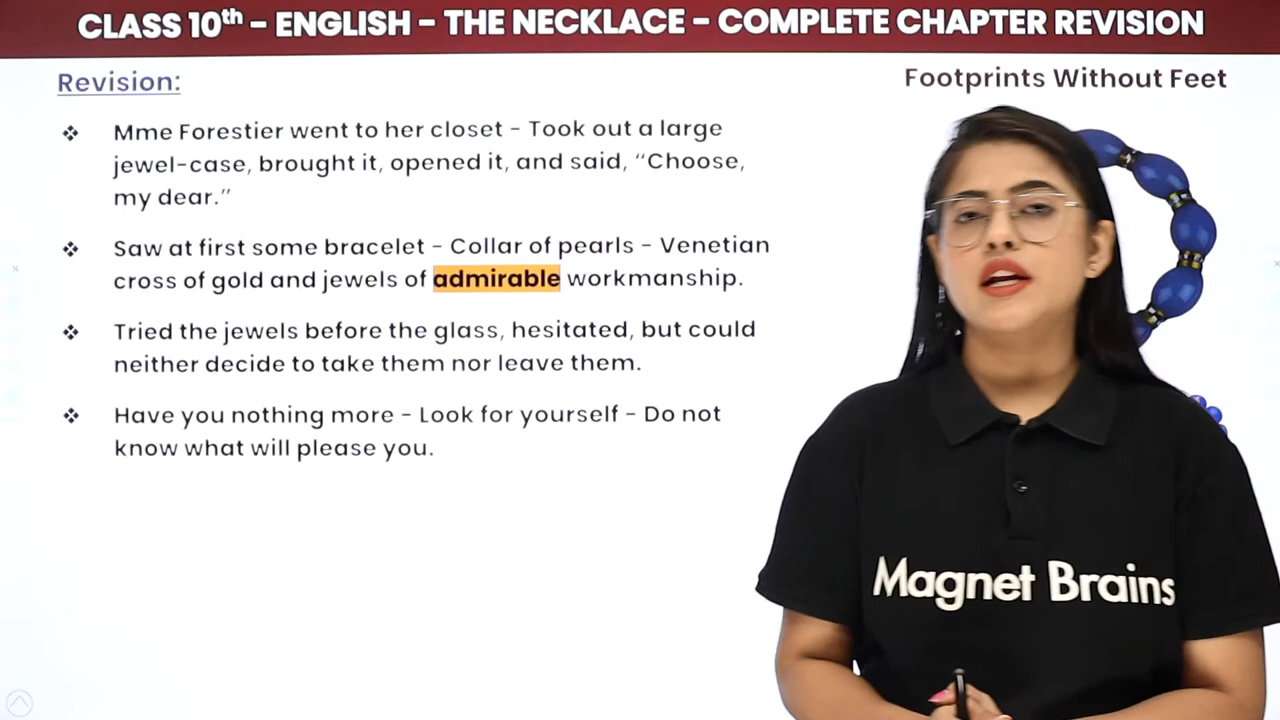 CLASS 10th – ENGLISH – THE NECKLACE – COMPLETE CHAPTER REVISION
Revision:
Footprints Without Feet
❖ Mme Forestier went to her closet - Took out a large
jewel-case, brought it, opened it, and said, “Choose,
my dear.”
❖ Saw at first some bracelet - Collar of pearls - Venetian
cross of gold and jewels of admirable workmanship.
❖ Tried the jewels before the glass, hesitated, but could
neither decide to take them nor leave them.
❖ Have you nothing more - Look for yourself - Do not
know what will please you.
Magnet Brains